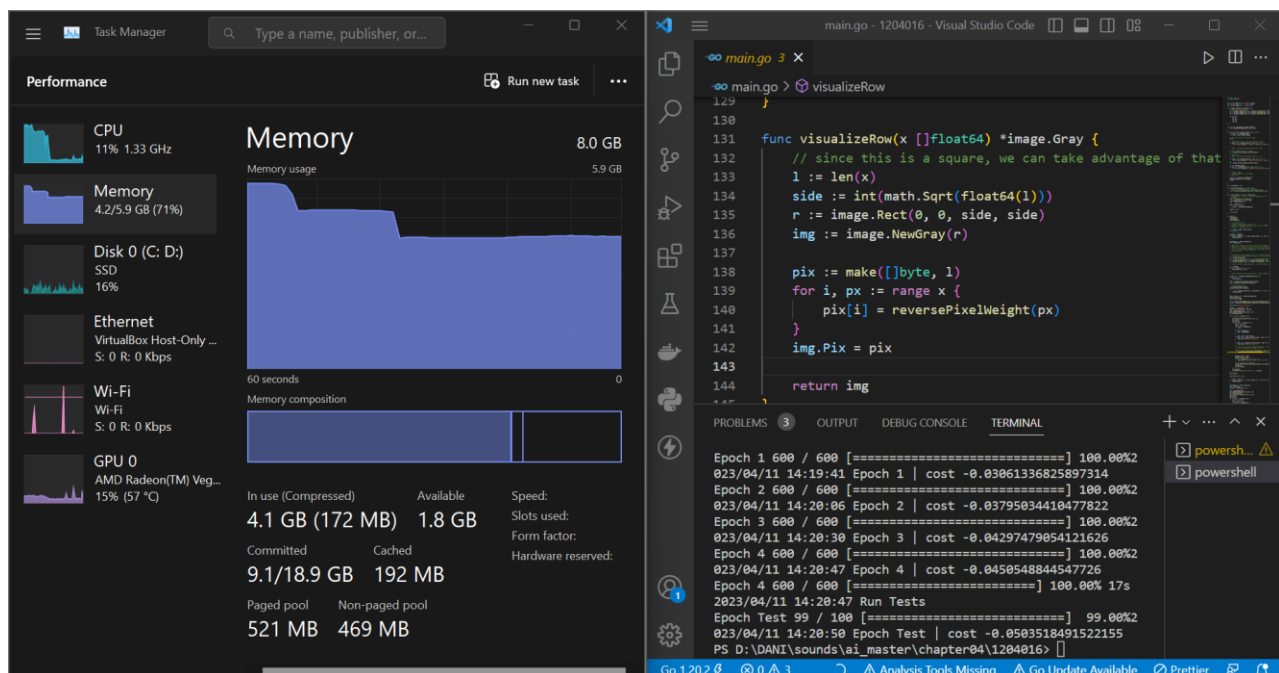 Task Manager
Type a name, publisher, or...
Performance
Run new task
CPU
11% 1.33 GHz
Memory
4.2/5.9 GB (71%)
Disk 0 (C: D:)
SSD
16%
Ethernet
VirtualBox Host-Only ...
S: 0 R: 0 Kbps
Wi-Fi
Wi-Fi
S: 0 R: 0 Kbps
GPU 0
AMD Radeon(TM) Veg...
15% (57 °C)
Memory 8.0 GB
Memory usage 5.9 GB
60 seconds 0
Memory composition
In use (Compressed) Available Speed:
4.1 GB (172 MB) 1.8 GB Slots used:
Form factor:
Committed Cached Hardware reserved:
9.1/18.9 GB 192 MB
Paged pool Non-paged pool
521 MB 469 MB
main.go - 1204016 - Visual Studio Code
GO main.go 3
GO main.go > visualizeRow
129 }
130
131 func visualizeRow(x []float64) *image.Gray {
132 // since this is a square, we can take advantage of that
133 l := len(x)
134 side := int(math.Sqrt(float64(l)))
135 r := image.Rect(0, 0, side, side)
136 img := image.NewGray(r)
137
138 pix := make([]byte, l)
139 for i, px := range x {
140 pix[i] = reversePixelWeight(px)
141 }
142 img.Pix = pix
143
144 return img
145 }
PROBLEMS 3 OUTPUT DEBUG CONSOLE TERMINAL
powersh...
powershell
Epoch 1 600 / 600 [=============================] 100.00%2
023/04/11 14:19:41 Epoch 1 | cost -0.03061336825897314
Epoch 2 600 / 600 [=============================] 100.00%2
023/04/11 14:20:06 Epoch 2 | cost -0.03795034410477822
Epoch 3 600 / 600 [=============================] 100.00%2
023/04/11 14:20:30 Epoch 3 | cost -0.04297479054121626
Epoch 4 600 / 600 [=============================] 100.00%2
023/04/11 14:20:47 Epoch 4 | cost -0.0450548844547726
Epoch 4 600 / 600 [=========================] 100.00% 17s
2023/04/11 14:20:47 Run Tests
Epoch Test 99 / 100 [===========================] 99.00%2
023/04/11 14:20:50 Epoch Test | cost -0.0503518491522155
PS D:\DANI\sounds\ai_master\chapter04\1204016>
1
Go 1.20.2 0 3 Analysis Tools Missing Go Update Available Prettier